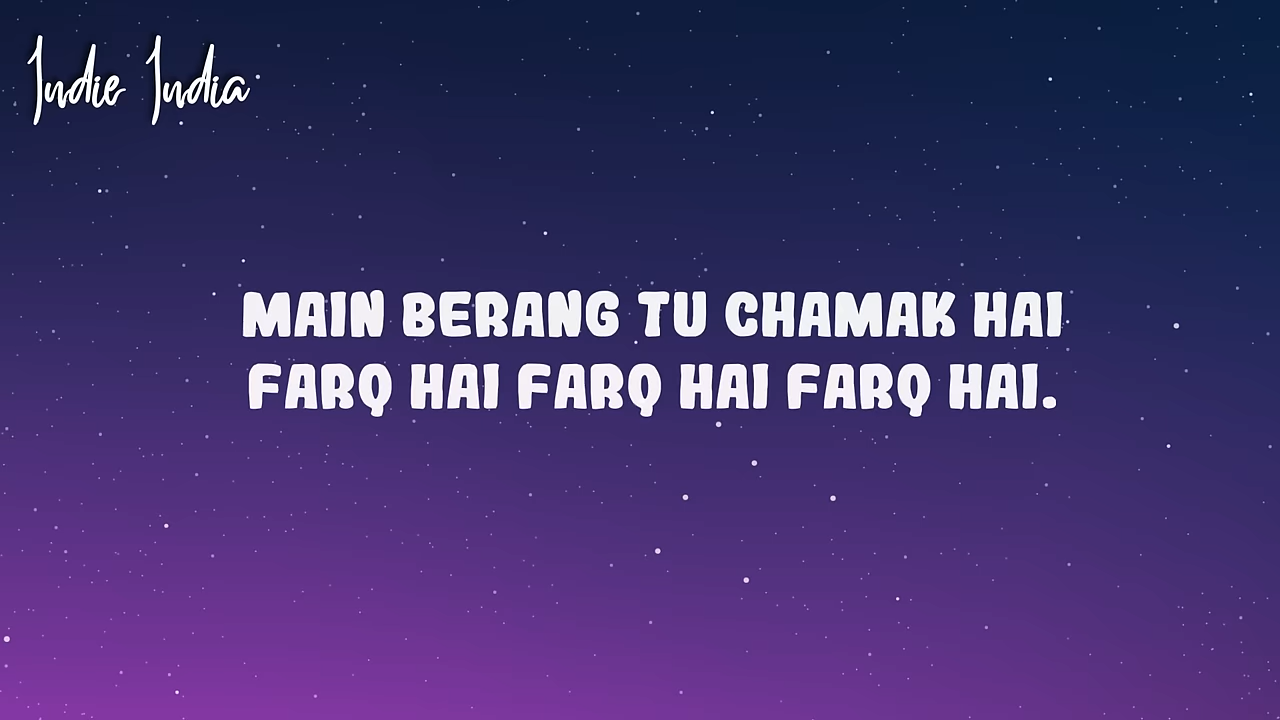 Indie India
MAIN BERANG TU CHAMAK HAI
FARQ HAI FARQ HAI FARQ HAI.